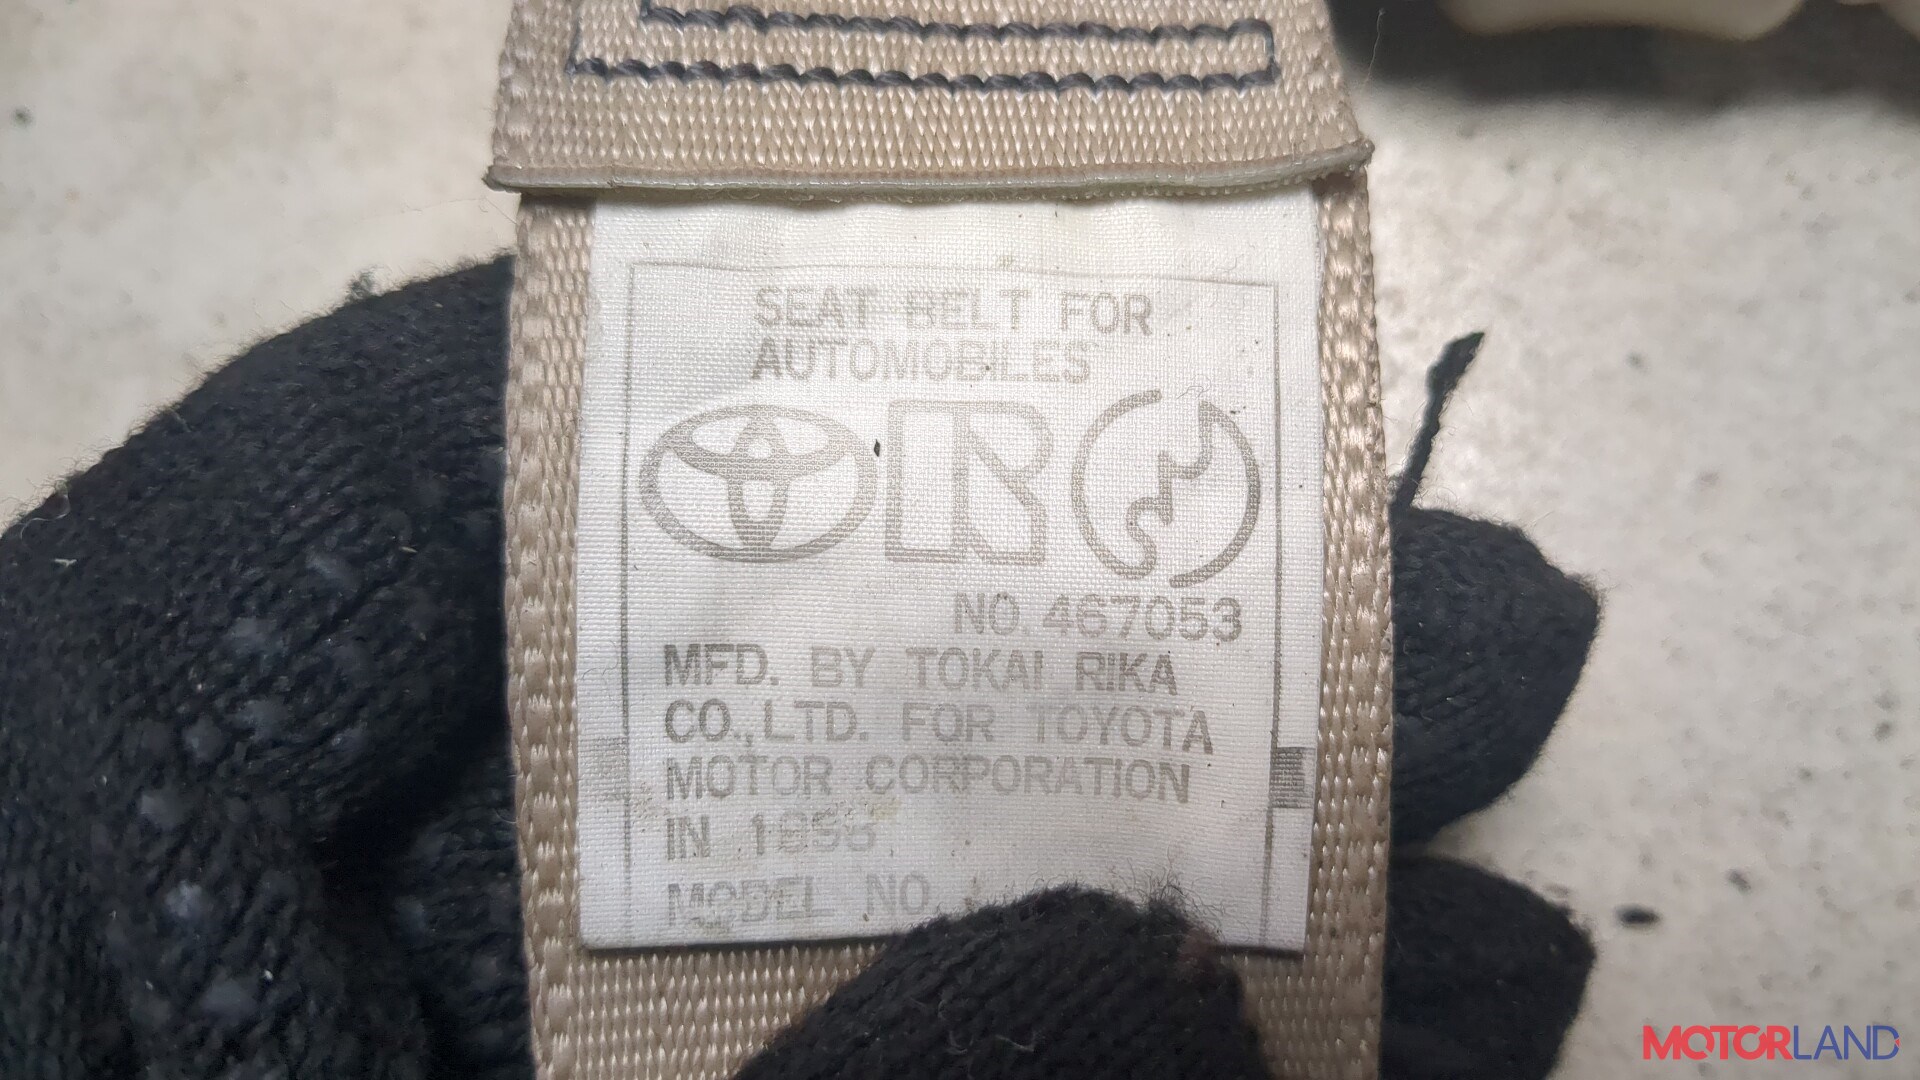 SEAT BELT FOR
AUTOMOBILES
NO. 467053
MFD. BY TOKAI RIKA
CO., LTD. FOR TOYOTA
MOTOR CORPORATION
IN
MODEL NO.
MOTORLAND